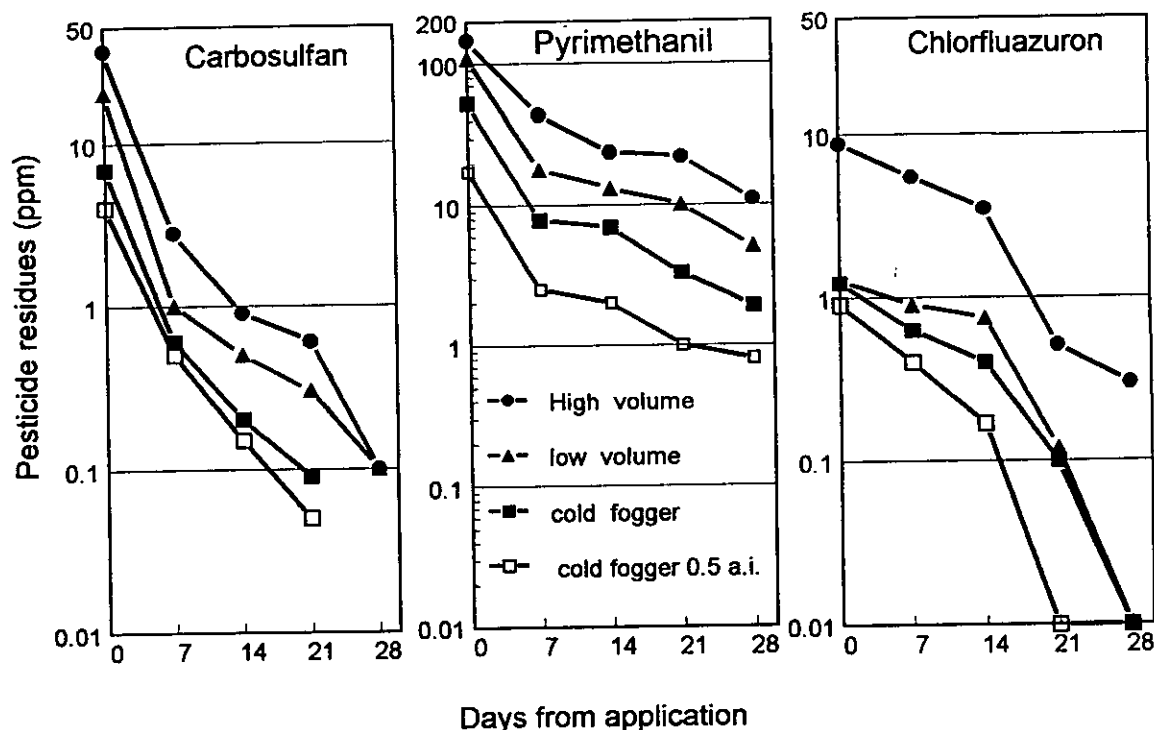 Carbosulfan
Pyrimethanil
Chlorfluazuron
Pesticide residues (ppm)
50
10
1
0.1
0.01
0 7 14 21 28
200
100
10
1
0.1
0.01
0 7 14 21 28
50
10
1
0.1
0.01
0 7 14 21 28
High volume
low volume
cold fogger
cold fogger 0.5 a.i.
Days from application